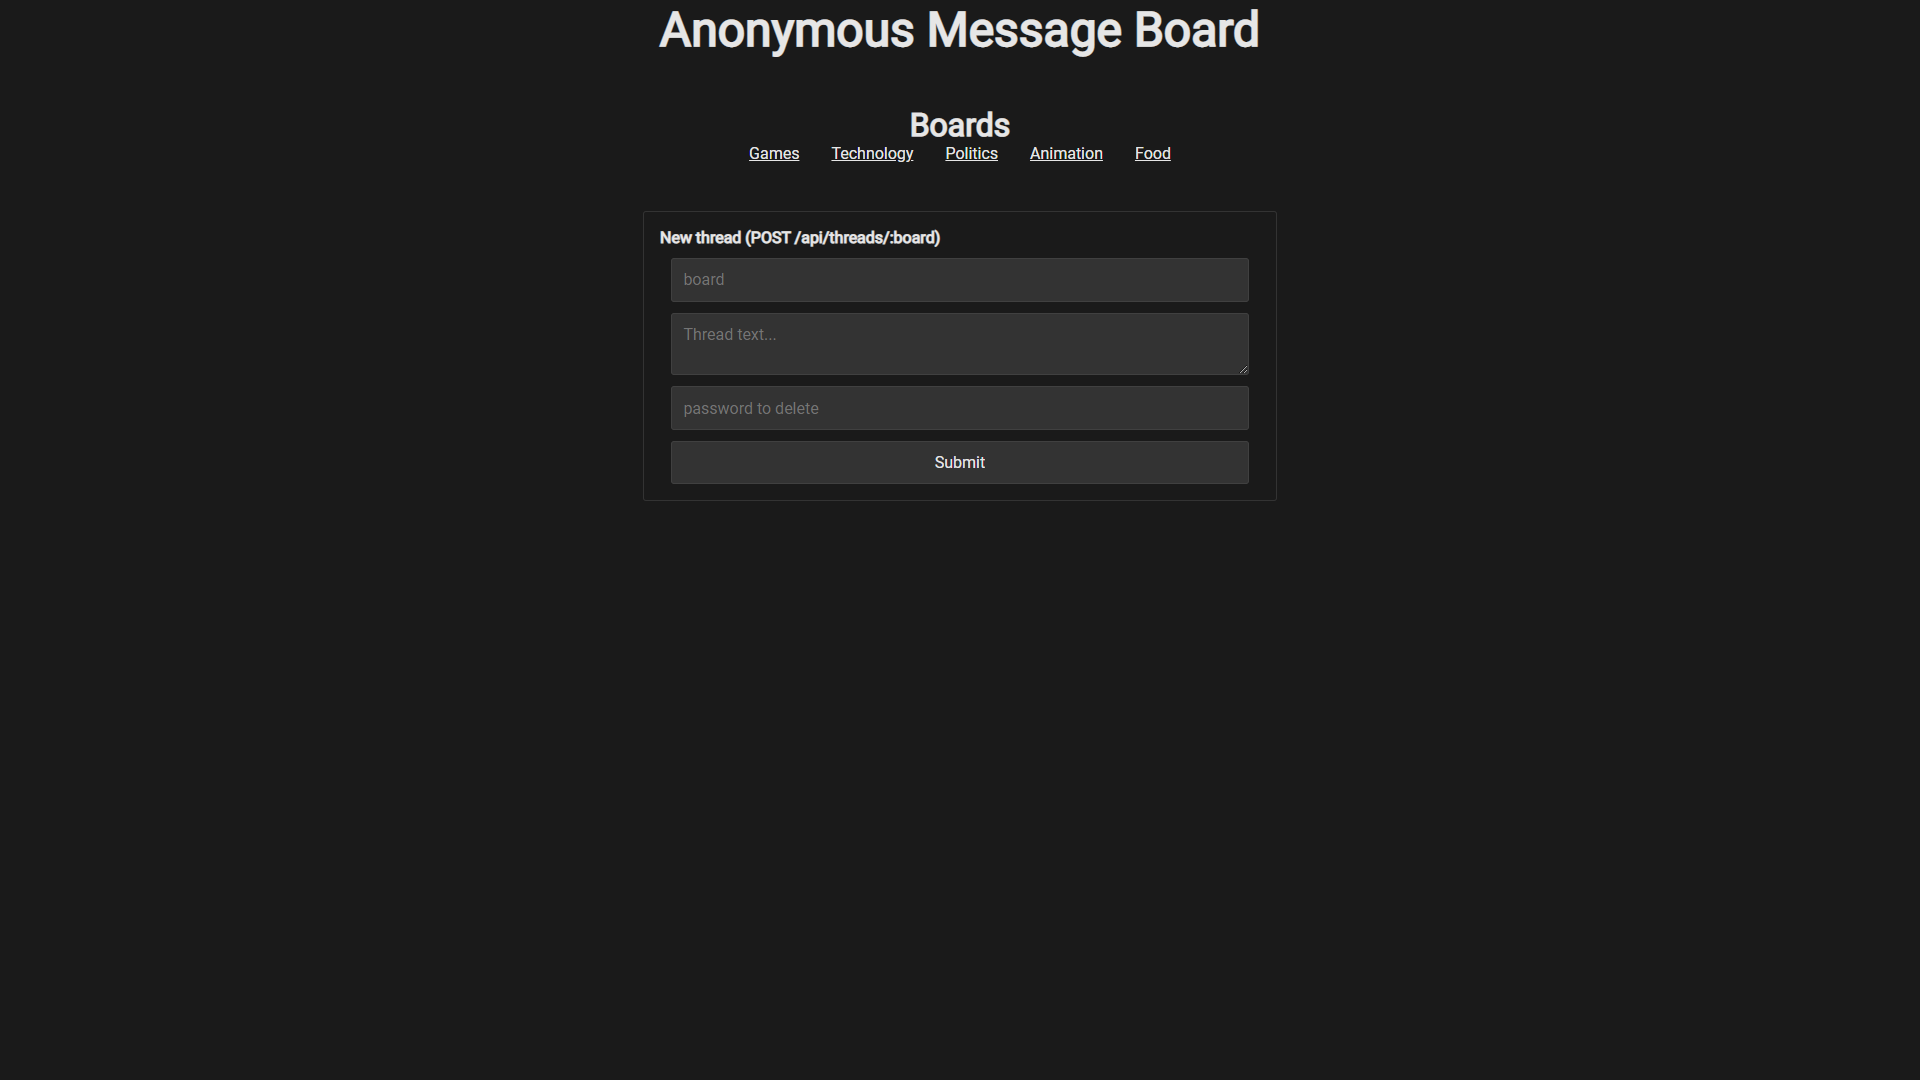 Anonymous Message Board
Boards
Games Technology Politics Animation Food
New thread (POST /api/threads/:board)
board
Thread text...
password to delete
Submit